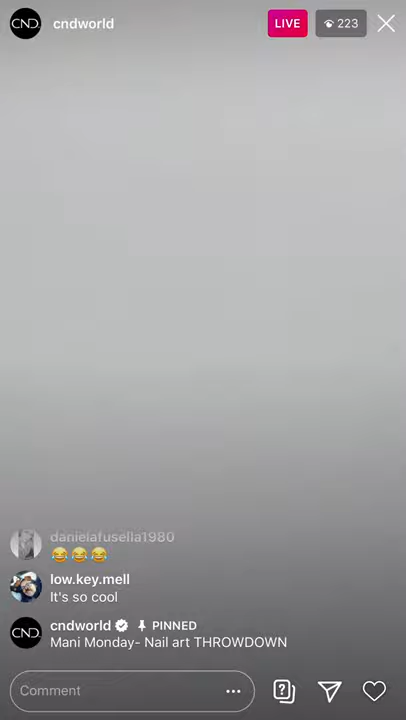 CND cndworld LIVE 223
danielafusella1980
😂😂😂
low.key.mell
It's so cool
CND cndworld PINNED
Mani Monday- Nail art THROWDOWN
Comment ...